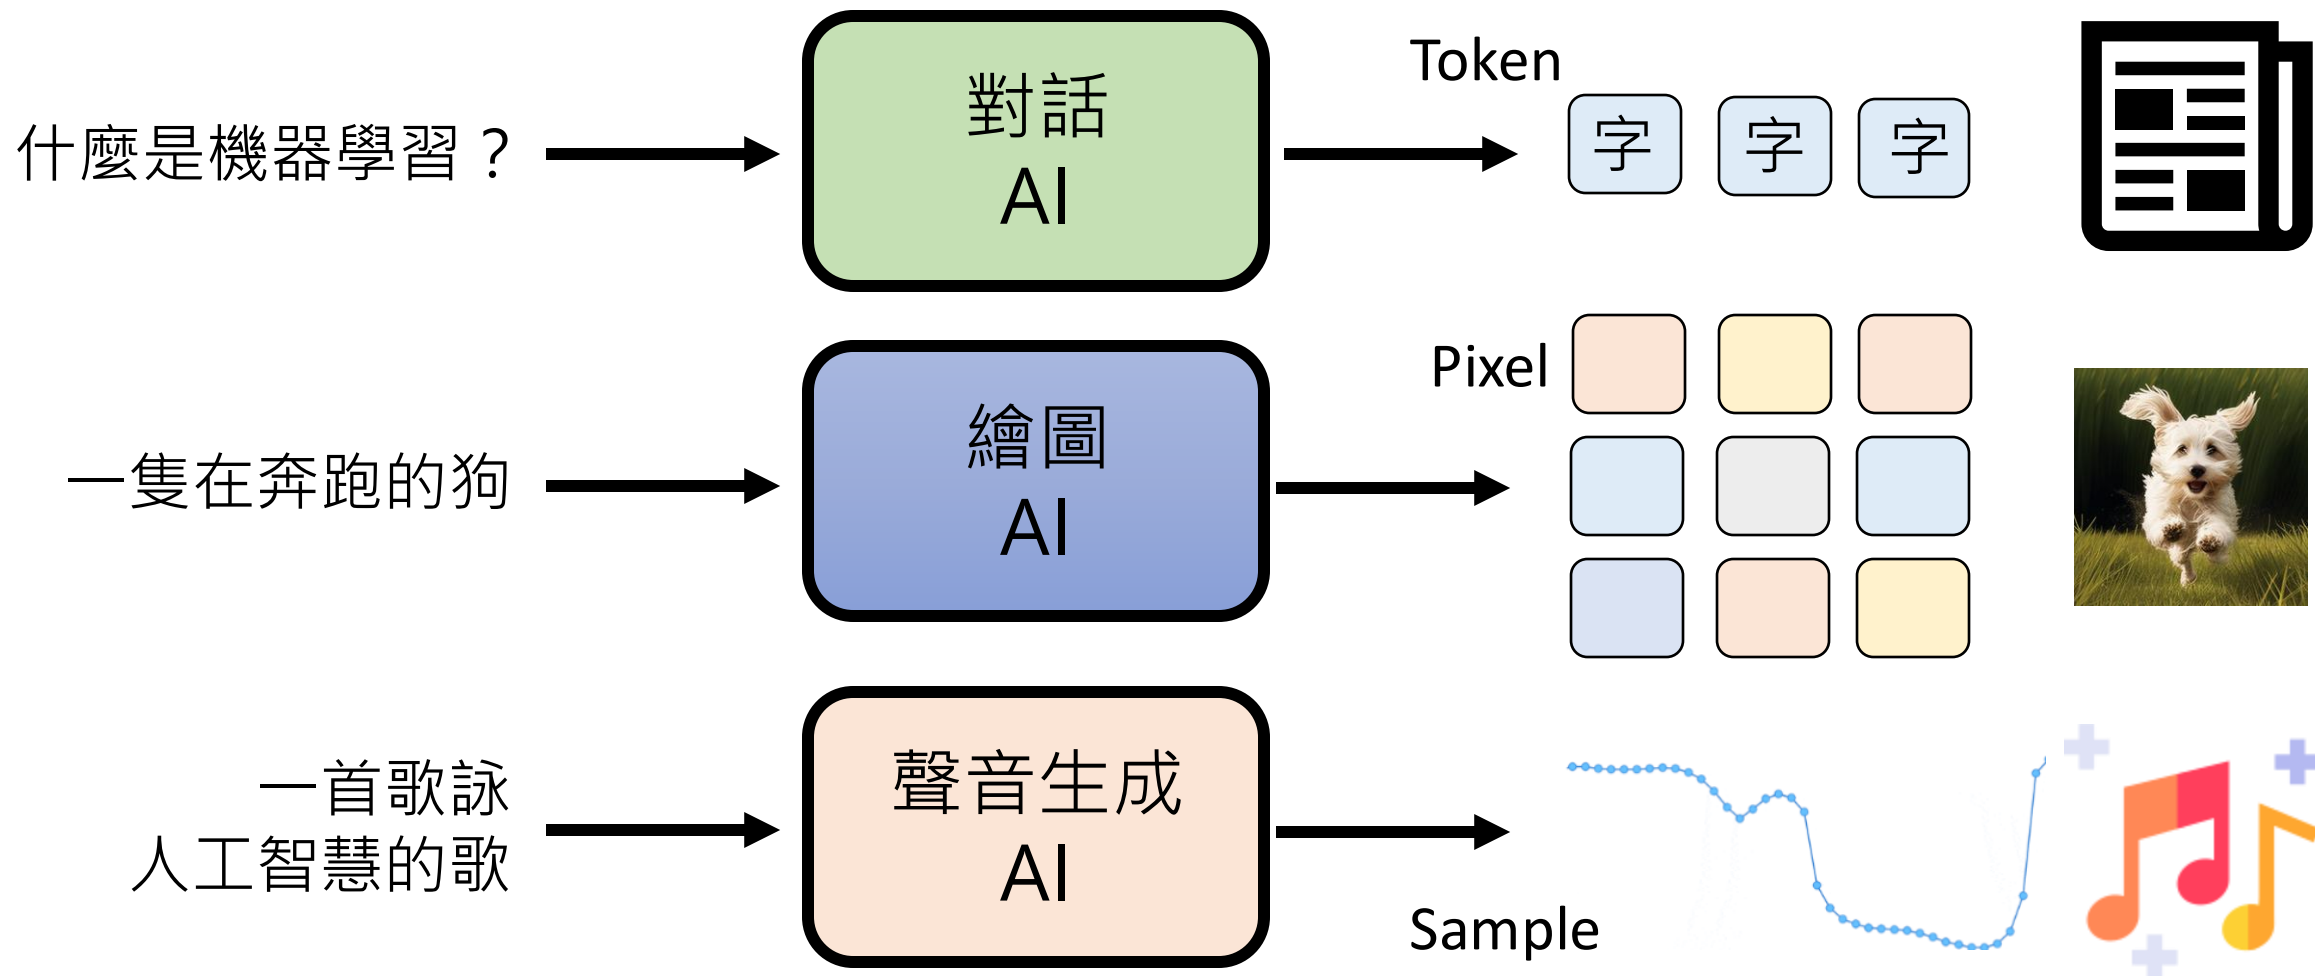 什麼是機器學習？
對話
AI
Token
字 字 字
一隻在奔跑的狗
繪圖
AI
Pixel
一首歌詠
人工智慧的歌
聲音生成
AI
Sample